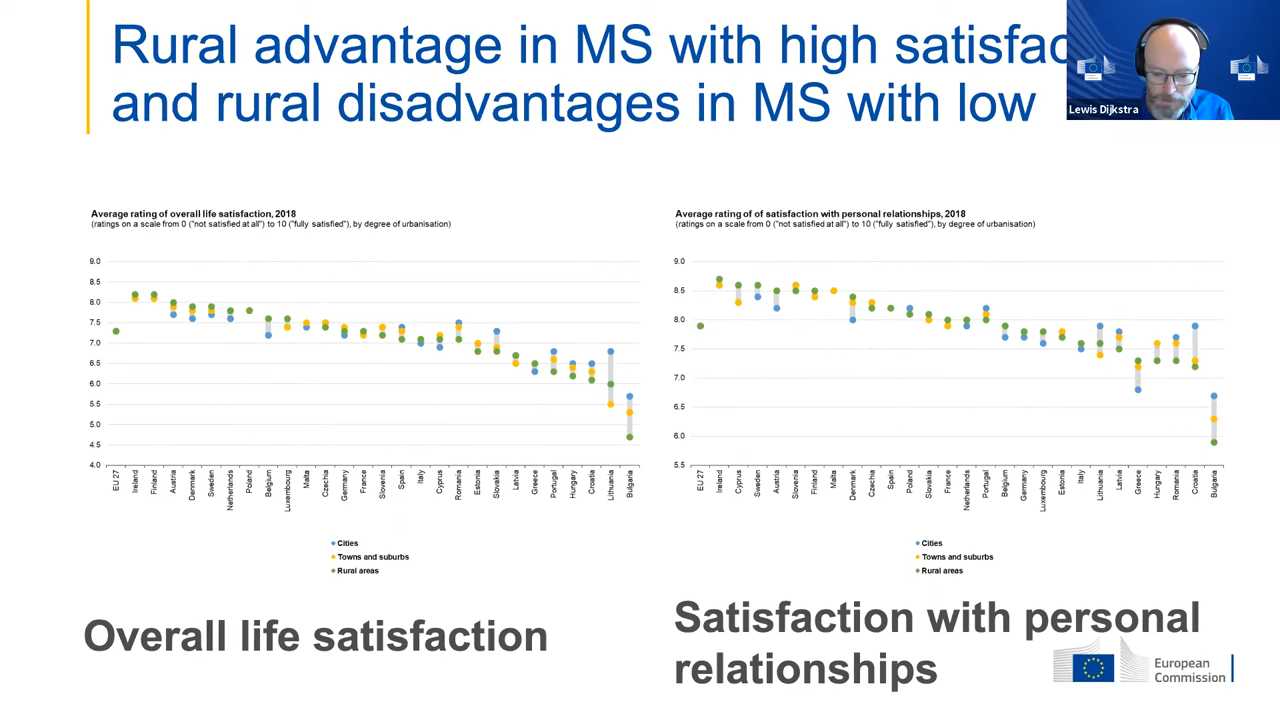 Rural advantage in MS with high satisfac
and rural disadvantages in MS with low
Lewis Dijkstra
Average rating of overall life satisfaction, 2018
(ratings on a scale from 0 ("not satisfied at all") to 10 ("fully satisfied"), by degree of urbanisation)
9.0
8.5
8.0
7.5
7.0
6.5
6.0
5.5
5.0
4.5
4.0
EU 27
Ireland
Finland
Austria
Denmark
Sweden
Netherlands
Poland
Belgium
Luxembourg
Malta
Czechia
Germany
France
Slovenia
Spain
Italy
Cyprus
Romania
Estonia
Slovakia
Latvia
Greece
Portugal
Hungary
Croatia
Lithuania
Bulgaria
Cities
Towns and suburbs
Rural areas
Overall life satisfaction
Average rating of of satisfaction with personal relationships, 2018
(ratings on a scale from 0 ("not satisfied at all") to 10 ("fully satisfied"), by degree of urbanisation)
9.0
8.5
8.0
7.5
7.0
6.5
6.0
5.5
EU 27
Ireland
Cyprus
Sweden
Austria
Slovenia
Finland
Malta
Denmark
Czechia
Spain
Poland
Slovakia
France
Netherlands
Portugal
Belgium
Germany
Luxembourg
Estonia
Italy
Lithuania
Latvia
Greece
Hungary
Romania
Croatia
Bulgaria
Cities
Towns and suburbs
Rural areas
Satisfaction with personal
relationships
European
Commission